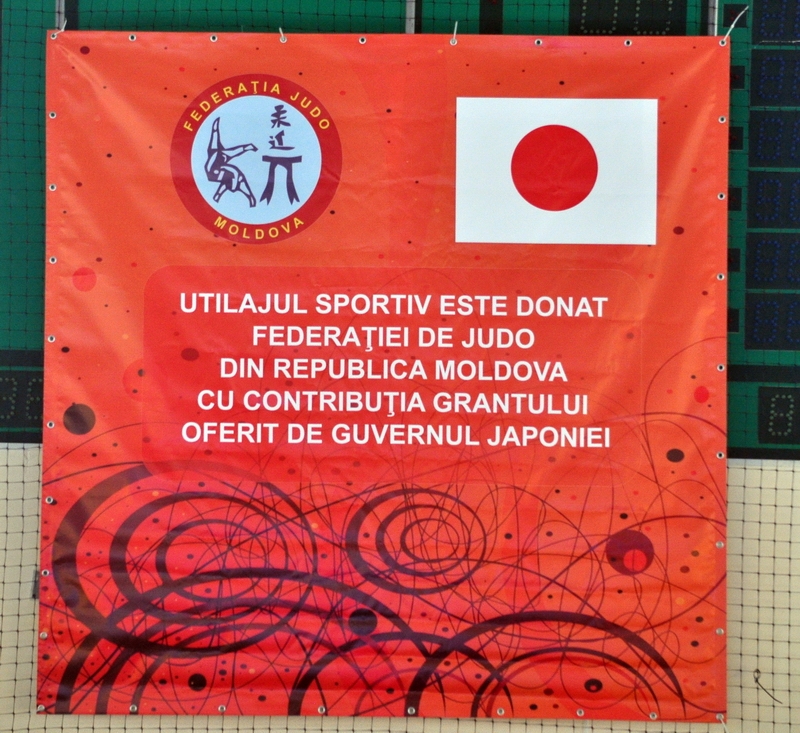 FEDERAŢIA JUDO
柔道
MOLDOVA
UTILAJUL SPORTIV ESTE DONAT
FEDERAŢIEI DE JUDO
DIN REPUBLICA MOLDOVA
CU CONTRIBUŢIA GRANTULUI
OFERIT DE GUVERNUL JAPONIEI